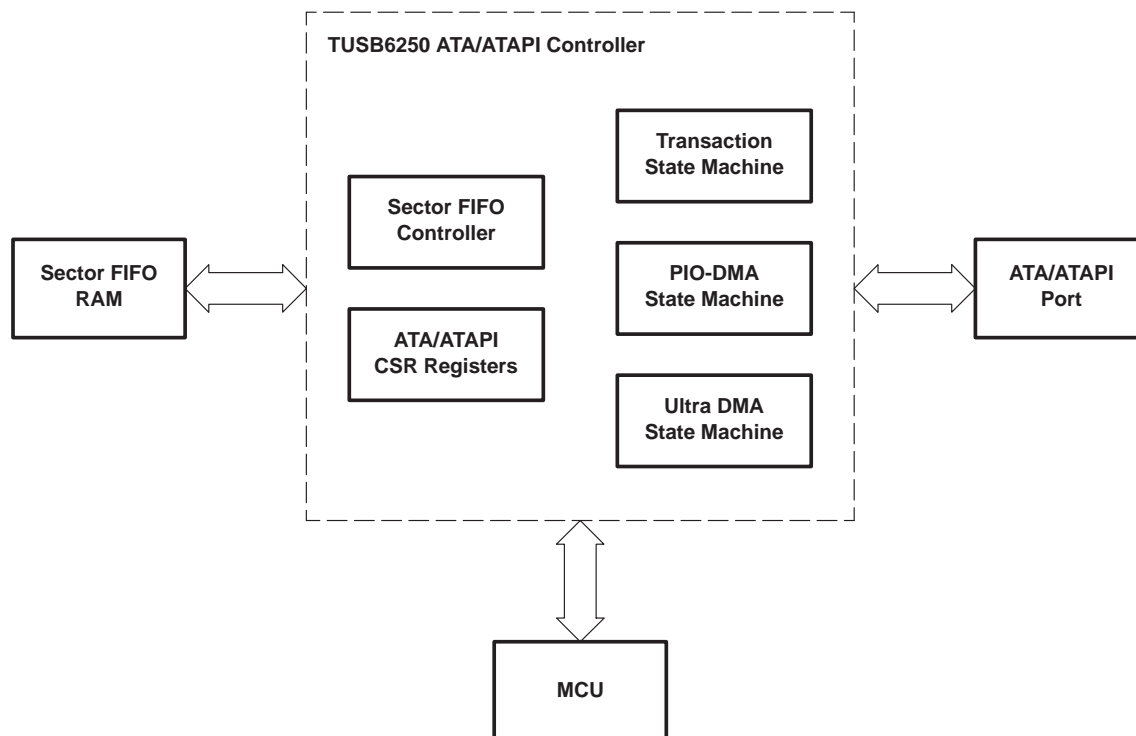 TUSB6250 ATA/ATAPI Controller
Transaction
State Machine
Sector FIFO
Controller
Sector FIFO
RAM
PIO-DMA
State Machine
ATA/ATAPI
Port
ATA/ATAPI
CSR Registers
Ultra DMA
State Machine
MCU